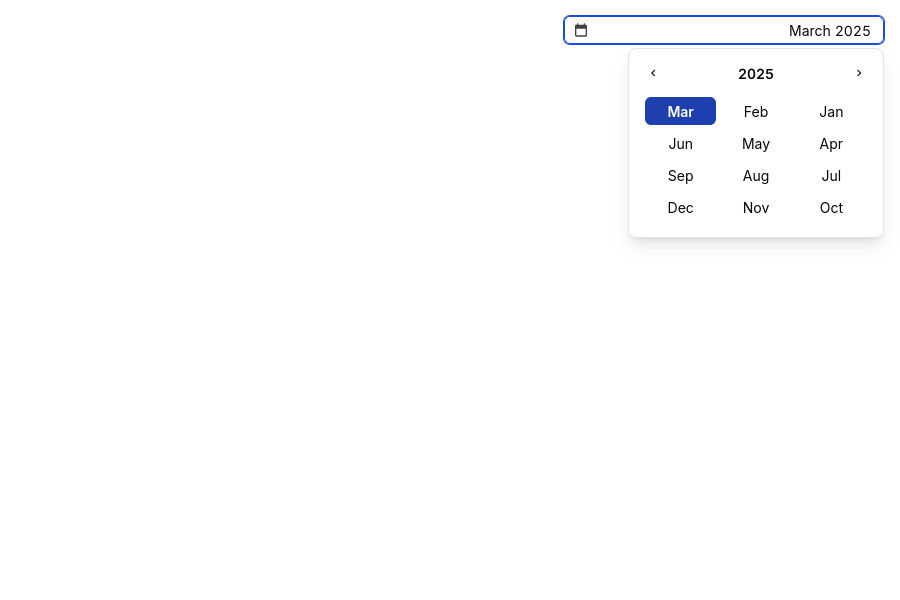 March 2025
‹ 2025 ›
Mar Feb Jan
Jun May Apr
Sep Aug Jul
Dec Nov Oct